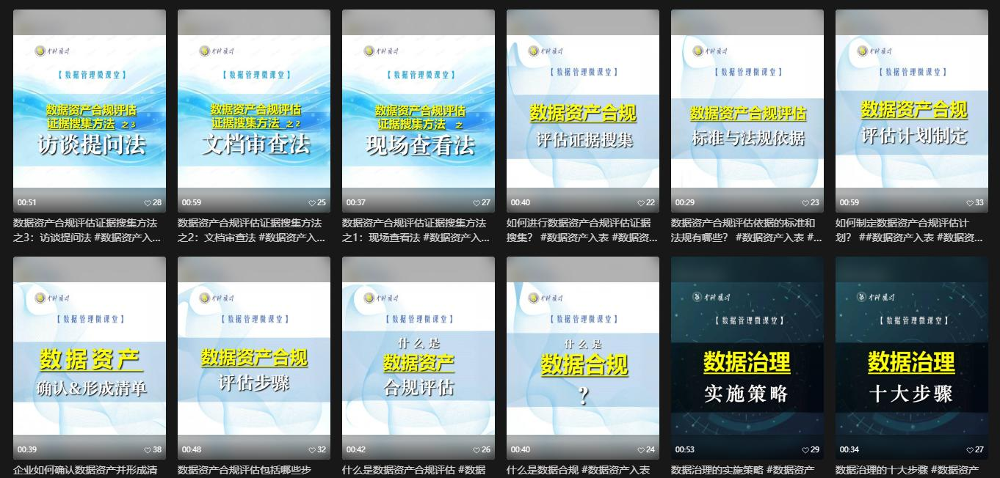 【 数据管理微课堂 】
数据资产合规评估
证据搜集方法 之3
访谈提问法
00:51
28
数据资产合规评估证据搜集方法
之3：访谈提问法 #数据资产入...
【 数据管理微课堂 】
数据资产合规评估
证据搜集方法 之2
文档审查法
00:59
25
数据资产合规评估证据搜集方法
之2：文档审查法 #数据资产入...
【 数据管理微课堂 】
数据资产合规评估
证据搜集方法 之
现场查看法
00:37
27
数据资产合规评估证据搜集方法
之1：现场查看法 #数据资产入...
【 数据管理微课堂 】
数据资产合规
评估证据搜集
00:40
22
如何进行数据资产合规评估证据
搜集？ #数据资产入表 #数据资...
【 数据管理微课堂 】
数据资产合规评估
标准与法规依据
00:29
23
数据资产合规评估依据的标准和
法规有哪些？ #数据资产入表 #...
【 数据管理微课堂 】
数据资产合规
评估计划制定
00:59
33
如何制定数据资产合规评估计
划？ ##数据资产入表 #数据资...
【 数据管理微课堂 】
数据资产
确认&形成清单
00:39
38
企业如何确认数据资产并形成清
【 数据管理微课堂 】
数据资产合规
评估步骤
00:48
32
数据资产合规评估包括哪些步
【 数据管理微课堂 】
什么是
数据资产
合规评估
00:42
26
什么是数据资产合规评估 #数据
【 数据管理微课堂 】
什么是
数据合规
？
00:40
24
什么是数据合规 #数据资产入表
【 数据管理微课堂 】
数据治理
实施策略
00:53
29
数据治理的实施策略 #数据资产
【 数据管理微课堂 】
数据治理
十大步骤
00:34
27
数据治理的十大步骤 #数据资产